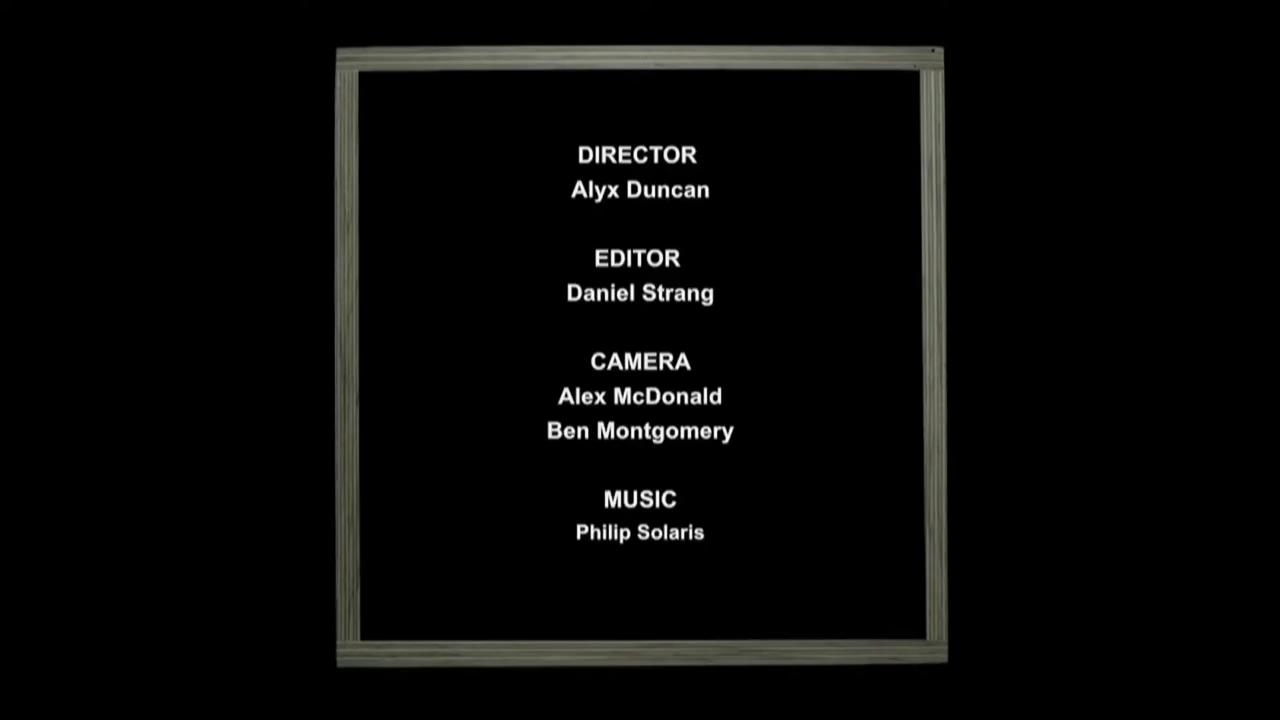 DIRECTOR
Alyx Duncan
EDITOR
Daniel Strang
CAMERA
Alex McDonald
Ben Montgomery
MUSIC
Philip Solaris